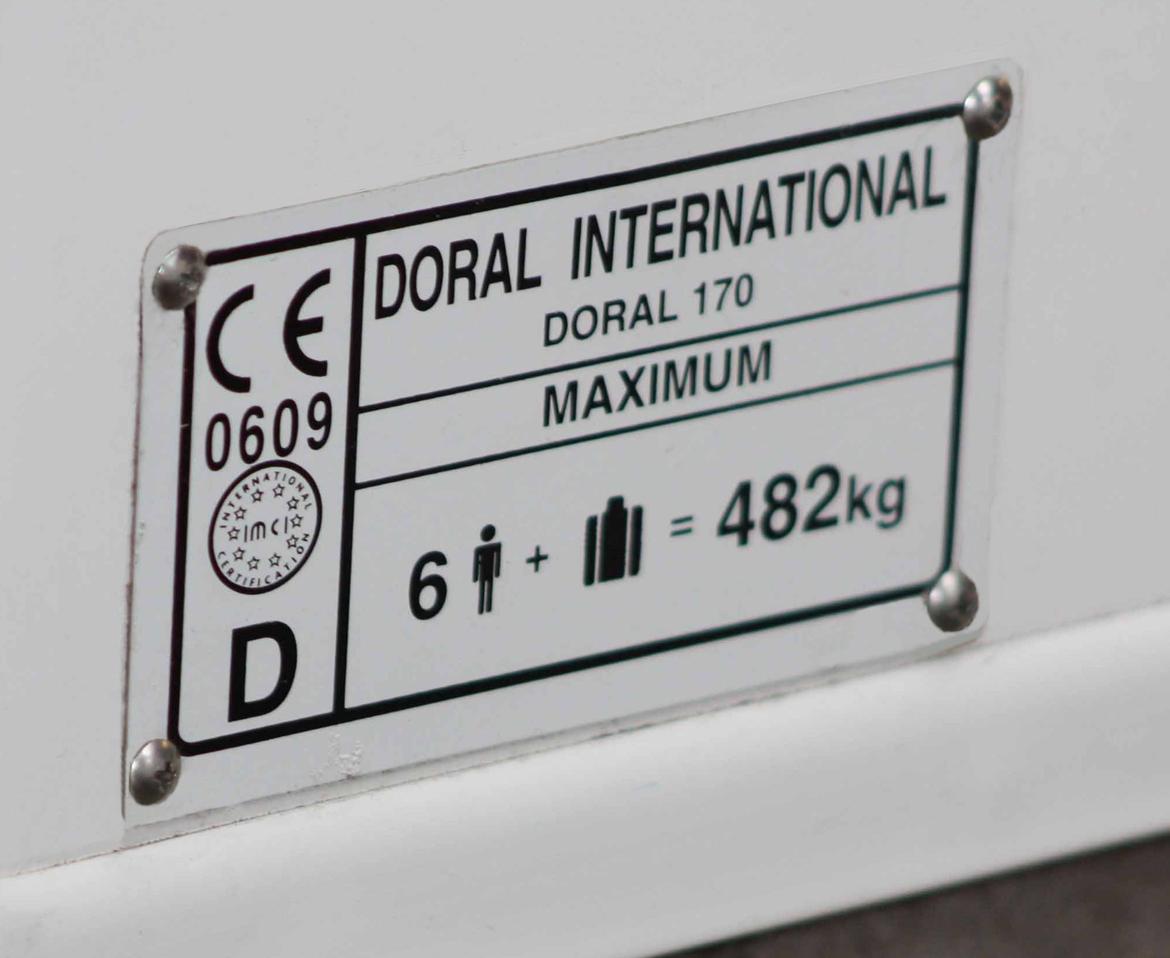 CE
0609
INTERNATIONAL
IMCI
CERTIFICATION
D
DORAL INTERNATIONAL
DORAL 170
MAXIMUM
6 + = 482kg